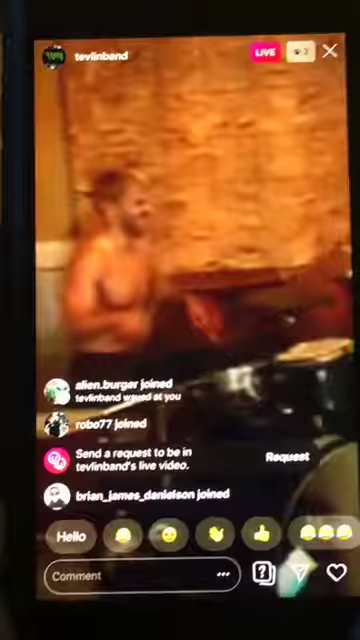 tevlinband
LIVE
2
alien.burger joined
tevlinband waved at you
robo77 joined
Send a request to be in
tevlinband's live video.
Request
brian_james_danielson joined
Hello
Comment